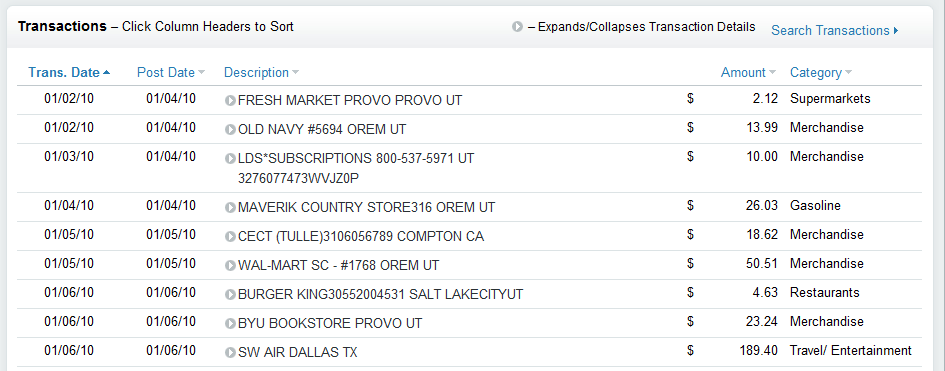 Transactions – Click Column Headers to Sort – Expands/Collapses Transaction Details Search Transactions
Trans. Date Post Date Description Amount Category
01/02/10 01/04/10 FRESH MARKET PROVO PROVO UT $ 2.12 Supermarkets
01/02/10 01/04/10 OLD NAVY #5694 OREM UT $ 13.99 Merchandise
01/03/10 01/04/10 LDS*SUBSCRIPTIONS 800-537-5971 UT $ 10.00 Merchandise
3276077473WVJZ0P
01/04/10 01/04/10 MAVERIK COUNTRY STORE316 OREM UT $ 26.03 Gasoline
01/05/10 01/05/10 CECT (TULLE)3106056789 COMPTON CA $ 18.62 Merchandise
01/05/10 01/05/10 WAL-MART SC - #1768 OREM UT $ 50.51 Merchandise
01/06/10 01/06/10 BURGER KING30552004531 SALT LAKECITYUT $ 4.63 Restaurants
01/06/10 01/06/10 BYU BOOKSTORE PROVO UT $ 23.24 Merchandise
01/06/10 01/06/10 SW AIR DALLAS TX $ 189.40 Travel/ Entertainment